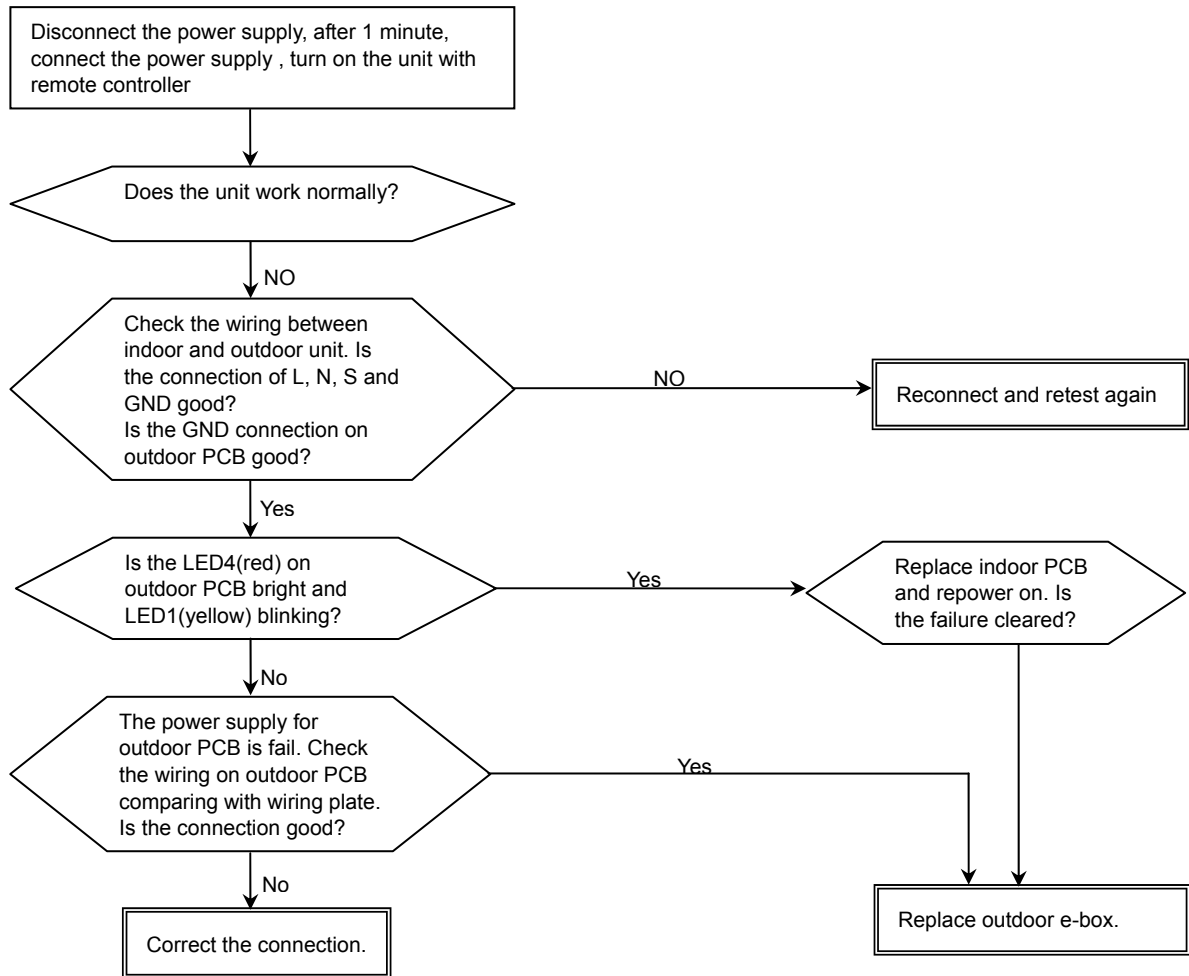 Disconnect the power supply, after 1 minute,
connect the power supply , turn on the unit with
remote controller
Does the unit work normally?
NO
Check the wiring between
indoor and outdoor unit. Is
the connection of L, N, S and
GND good?
Is the GND connection on
outdoor PCB good?
NO
Reconnect and retest again
Yes
Is the LED4(red) on
outdoor PCB bright and
LED1(yellow) blinking?
Yes
Replace indoor PCB
and repower on. Is
the failure cleared?
No
The power supply for
outdoor PCB is fail. Check
the wiring on outdoor PCB
comparing with wiring plate.
Is the connection good?
Yes
No
Correct the connection.
Replace outdoor e-box.